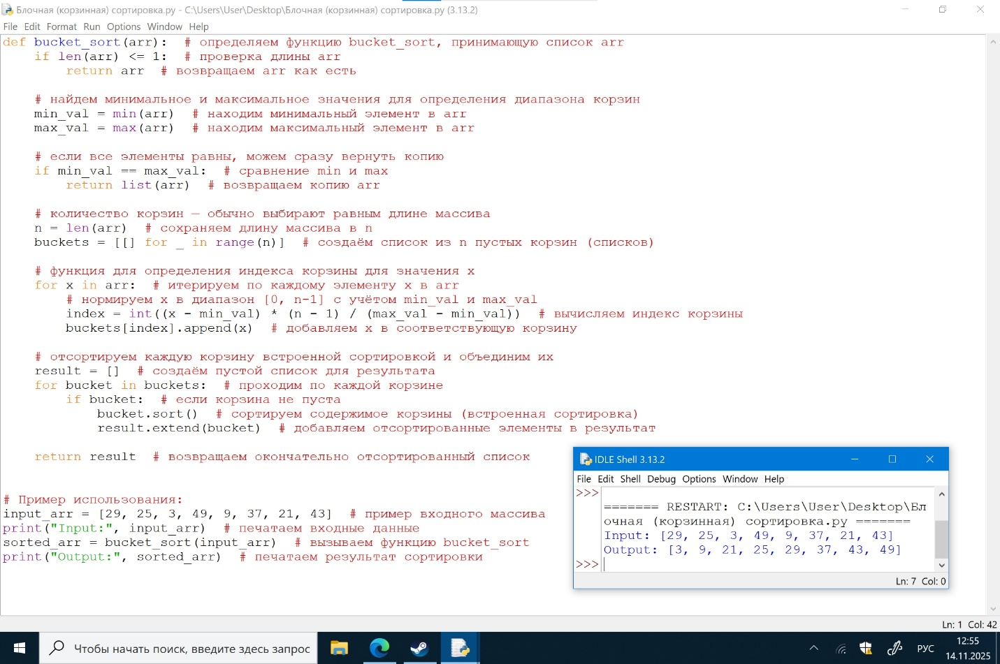 Блочная (корзинная) сортировка.py - C:\Users\User\Desktop\Блочная (корзинная) сортировка.py (3.13.2)
File Edit Format Run Options Window Help
def bucket_sort(arr):  # определяем функцию bucket_sort, принимающую список arr
    if len(arr) <= 1:  # проверка длины arr
        return arr  # возвращаем arr как есть

    # найдем минимальное и максимальное значения для определения диапазона корзин
    min_val = min(arr)  # находим минимальный элемент в arr
    max_val = max(arr)  # находим максимальный элемент в arr

    # если все элементы равны, можем сразу вернуть копию
    if min_val == max_val:  # сравнение min и max
        return list(arr)  # возвращаем копию arr

    # количество корзин — обычно выбирают равным длине массива
    n = len(arr)  # сохраняем длину массива в n
    buckets = [[] for _ in range(n)]  # создаём список из n пустых корзин (списков)

    # функция для определения индекса корзины для значения x
    for x in arr:  # итерируем по каждому элементу x в arr
        # нормируем x в диапазон [0, n-1] с учётом min_val и max_val
        index = int((x - min_val) * (n - 1) / (max_val - min_val))  # вычисляем индекс корзины
        buckets[index].append(x)  # добавляем x в соответствующую корзину

    # отсортируем каждую корзину встроенной сортировкой и объединим их
    result = []  # создаём пустой список для результата
    for bucket in buckets:  # проходим по каждой корзине
        if bucket:  # если корзина не пуста
            bucket.sort()  # сортируем содержимое корзины (встроенная сортировка)
            result.extend(bucket)  # добавляем отсортированные элементы в результат

    return result  # возвращаем окончательно отсортированный список

# Пример использования:
input_arr = [29, 25, 3, 49, 9, 37, 21, 43]  # пример входного массива
print("Input:", input_arr)  # печатаем входные данные
sorted_arr = bucket_sort(input_arr)  # вызываем функцию bucket_sort
print("Output:", sorted_arr)  # печатаем результат сортировки
IDLE Shell 3.13.2
File Edit Shell Debug Options Window Help
>>>
======= RESTART: C:\Users\User\Desktop\Бл
очная (корзинная) сортировка.py =======
Input: [29, 25, 3, 49, 9, 37, 21, 43]
Output: [3, 9, 21, 25, 29, 37, 43, 49]
>>>
Ln: 7 Col: 0
Ln: 1 Col: 42
Чтобы начать поиск, введите здесь запрос
РУС
12:55
14.11.2025